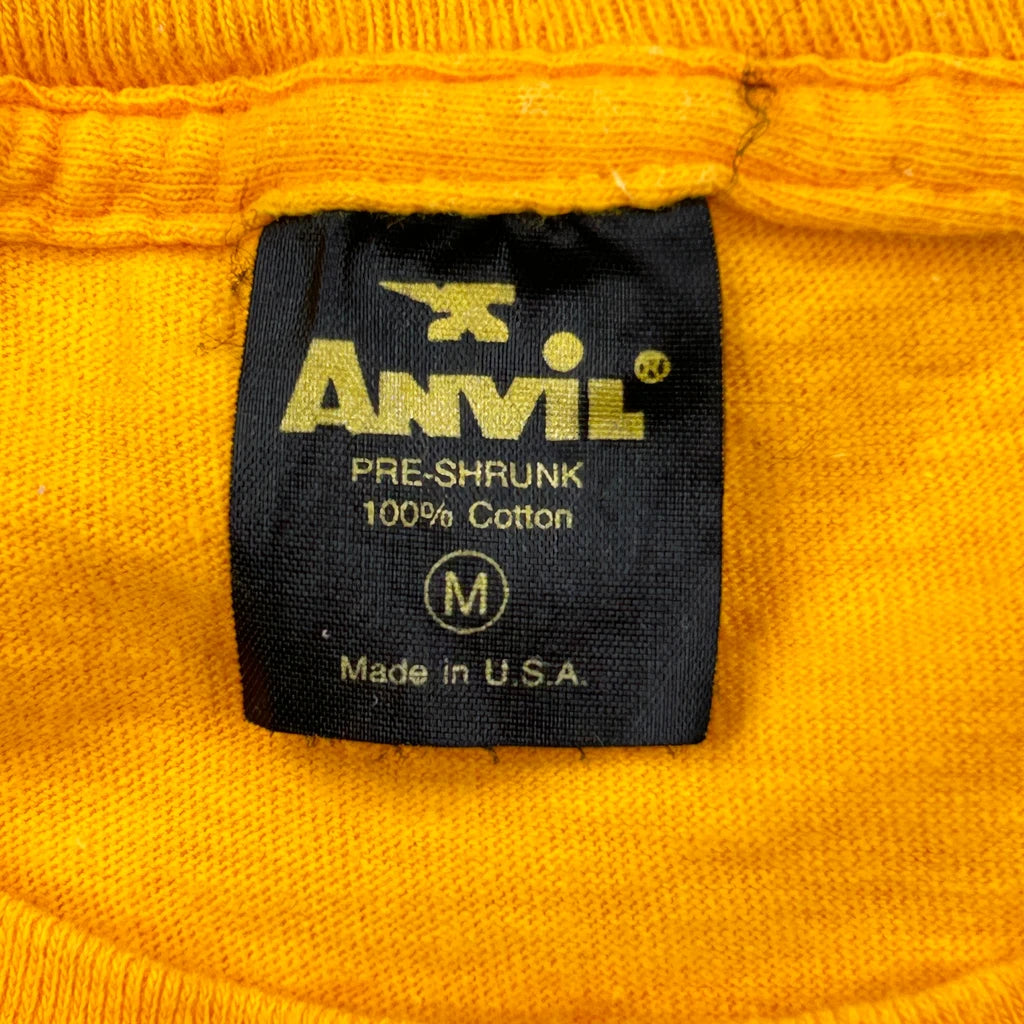 ANViL®
PRE-SHRUNK
100% Cotton
M
Made in U.S.A.